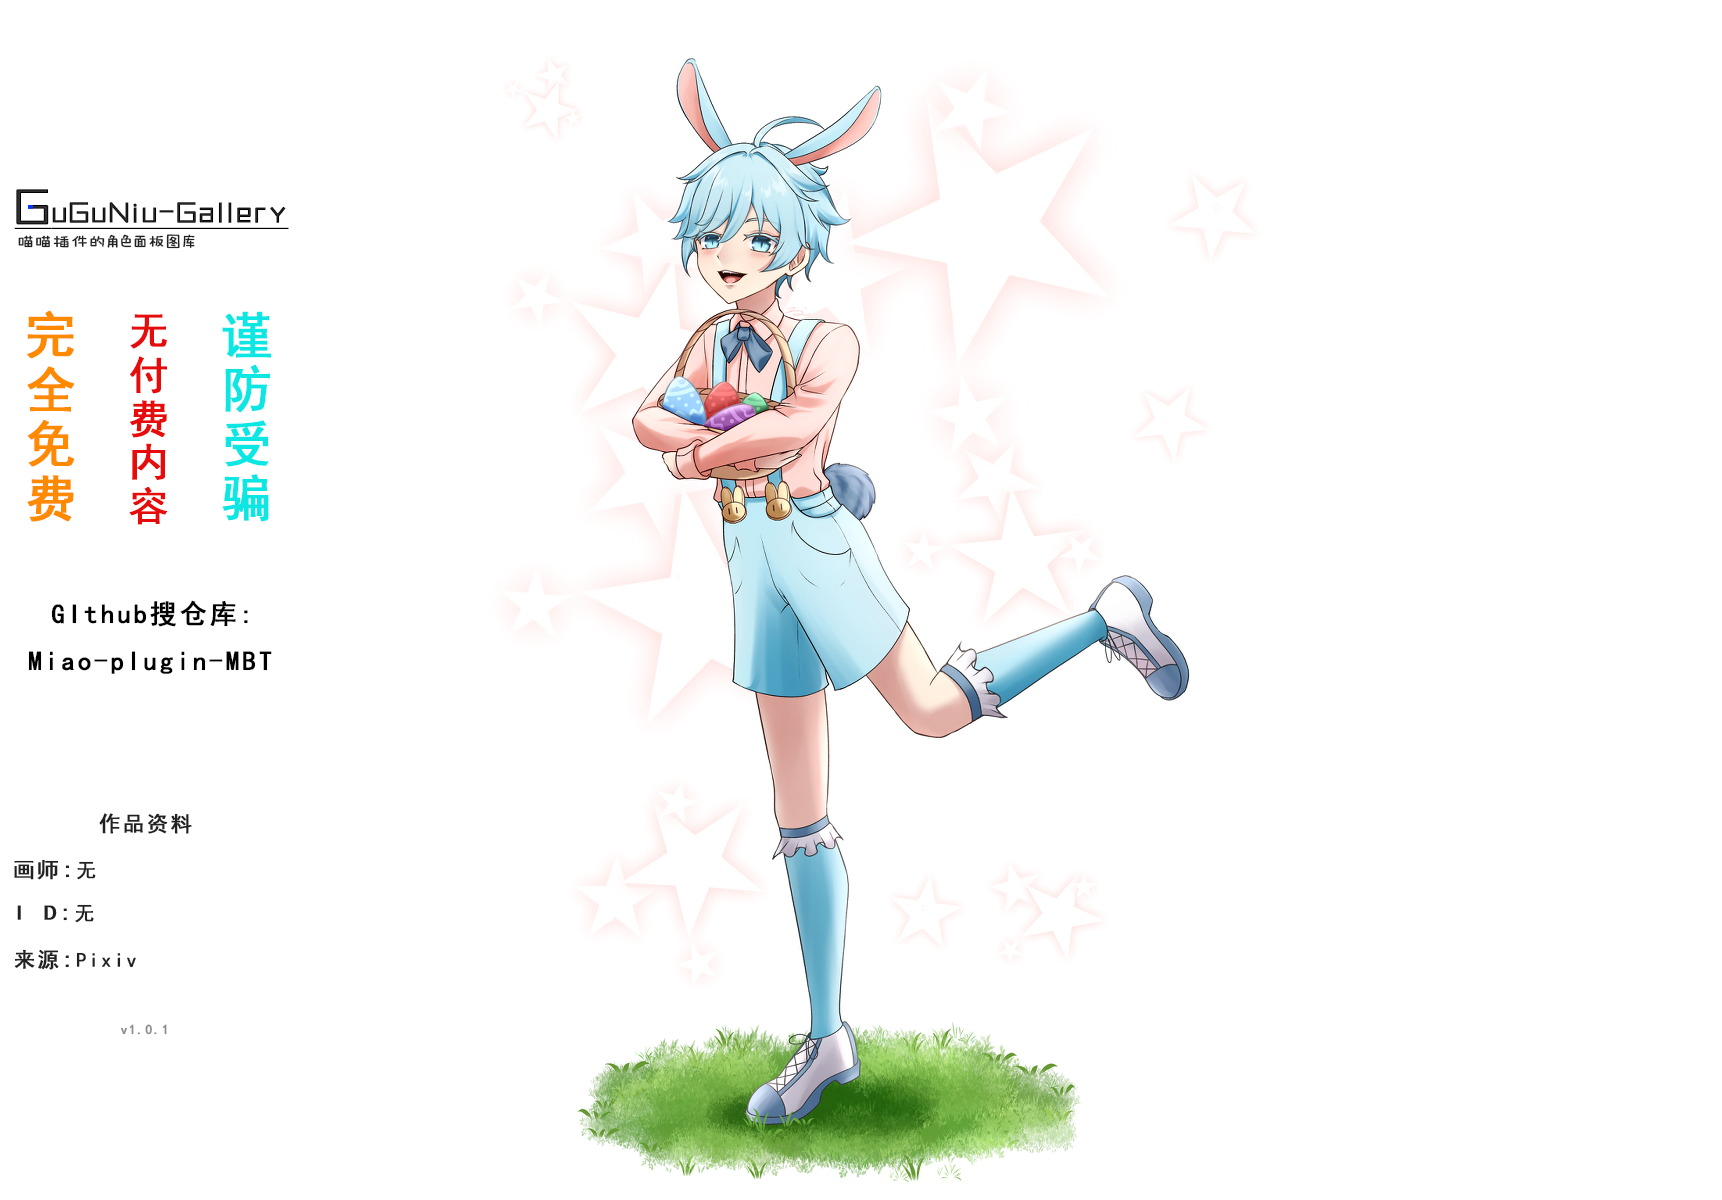 GuGuNiu-Gallery
喵喵插件的角色面板图库
完全免费
无付费内容
谨防受骗
GIthub搜仓库:
Miao-plugin-MBT
作品资料
画师:无
I D:无
来源:Pixiv
v1.0.1